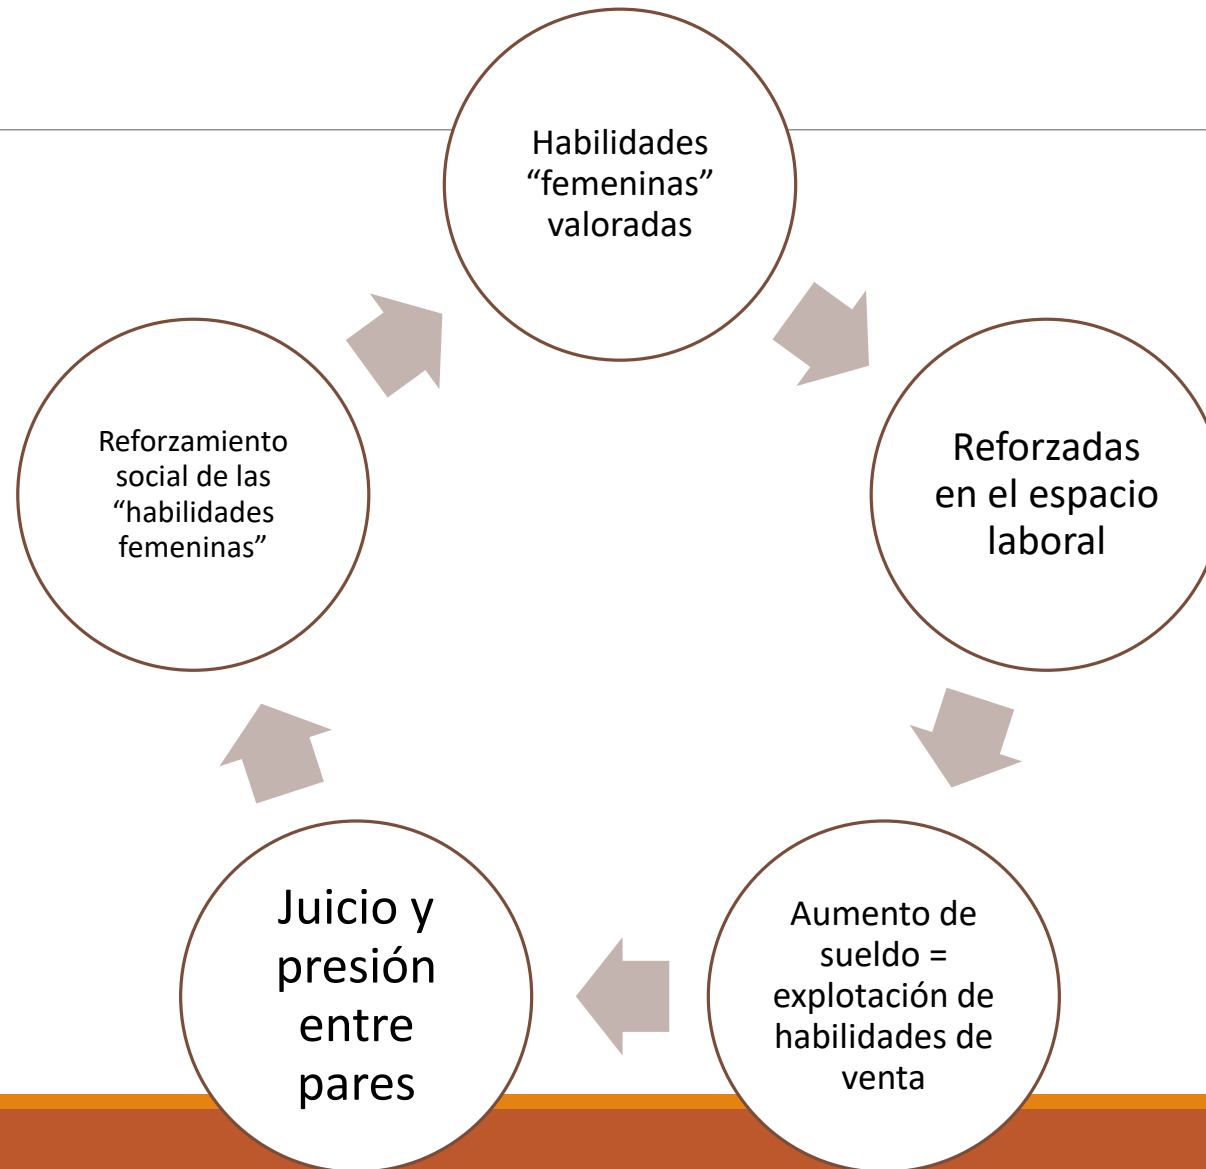 Habilidades
“femeninas”
valoradas
Reforzadas
en el espacio
laboral
Aumento de
sueldo =
explotación de
habilidades de
venta
Juicio y
presión
entre
pares
Reforzamiento
social de las
“habilidades
femeninas”